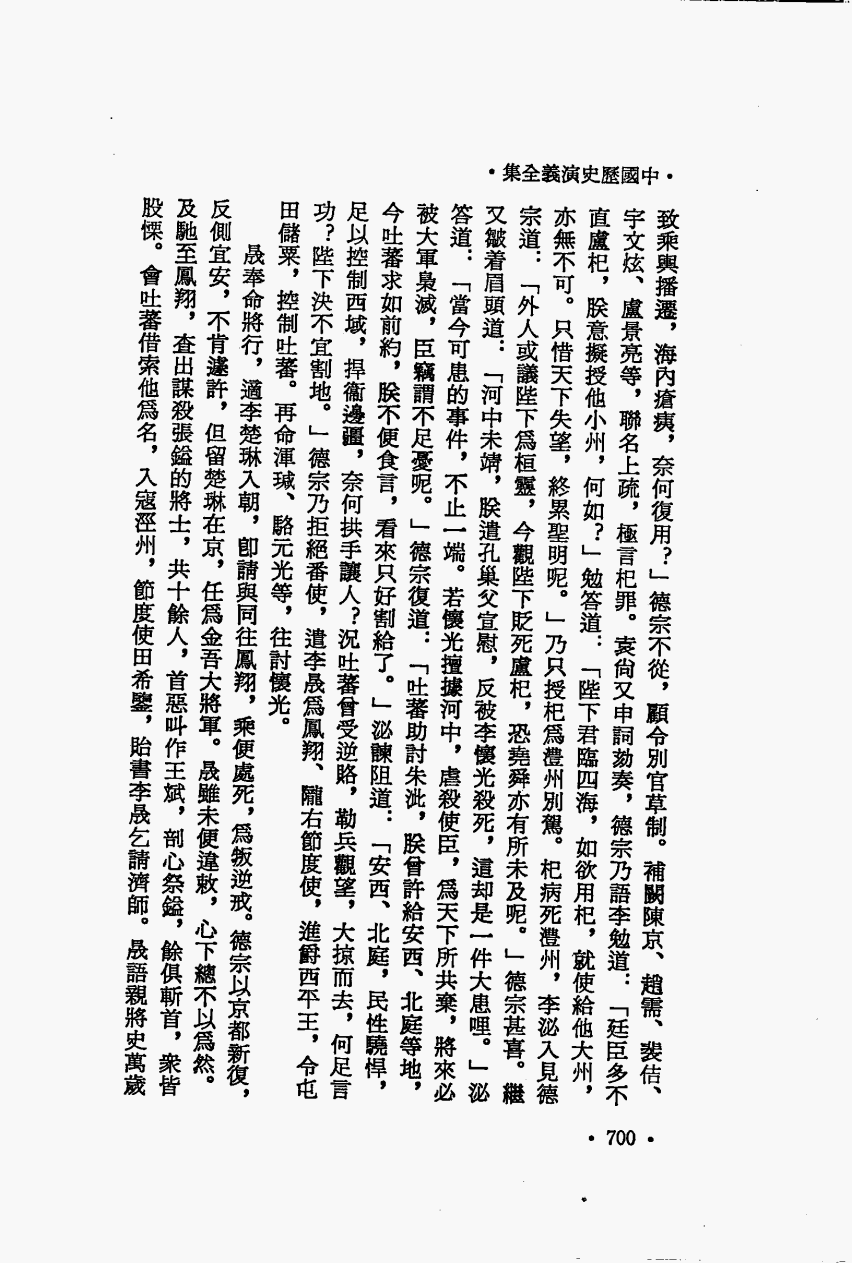 •中國歷史演義全集•
致乘輿播遷，海內瘡痍，奈何復用？」德宗不從，顧令別官草制。補闕陳京、趙需、裴佶、
宇文炫、盧景亮等，聯名上疏，極言杞罪。袁尙又申詞劾奏，德宗乃語李勉道：「廷臣多不
直盧杞，朕意擬授他小州，何如？」勉答道：「陛下君臨四海，如欲用杞，就使給他大州，
亦無不可。只惜天下失望，終累聖明呢。」乃只授杞爲澧州別駕。杞病死澧州，李泌入見德
宗道：「外人或議陛下爲桓靈，今觀陛下貶死盧杞，恐堯舜亦有所未及呢。」德宗甚喜。繼
又皺着眉頭道：「河中未靖，朕遣孔巢父宣慰，反被李懷光殺死，這却是一件大患哩。」泌
答道：「當今可患的事件，不止一端。若懷光擅據河中，虐殺使臣，爲天下所共棄，將來必
被大軍梟滅，臣竊謂不足憂呢。」德宗復道：「吐蕃助討朱泚，朕曾許給安西、北庭等地，
今吐蕃求如前約，朕不便食言，看來只好割給了。」泌諫阻道：「安西、北庭，民性驍悍，
足以控制西域，捍衞邊疆，奈何拱手讓人？況吐蕃曾受逆賂，勒兵觀望，大掠而去，何足言
功？陛下決不宜割地。」德宗乃拒絕番使，遣李晟爲鳳翔、隴右節度使，進爵西平王，令屯
田儲粟，控制吐蕃。再命渾瑊、駱元光等，往討懷光。
晟奉命將行，適李楚琳入朝，卽請與同往鳳翔，乘便處死，爲叛逆戒。德宗以京都新復，
反側宜安，不肯遽許，但留楚琳在京，任爲金吾大將軍。晟雖未便違敕，心下總不以爲然。
及馳至鳳翔，查出謀殺張鎰的將士，共十餘人，首惡叫作王斌，剖心祭鎰，餘俱斬首，衆皆
股慄。會吐蕃借索他爲名，入寇涇州，節度使田希鑒，貽書李晟乞請濟師。晟語親將史萬歲
•700•